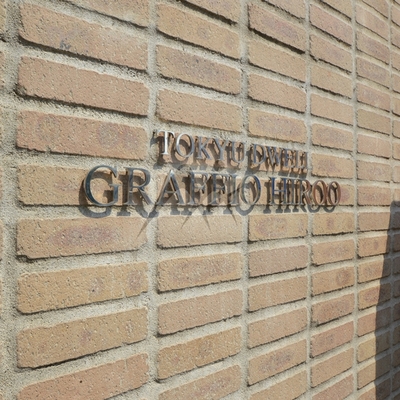 TOKYU DWELL
GRAFFIO HIROO